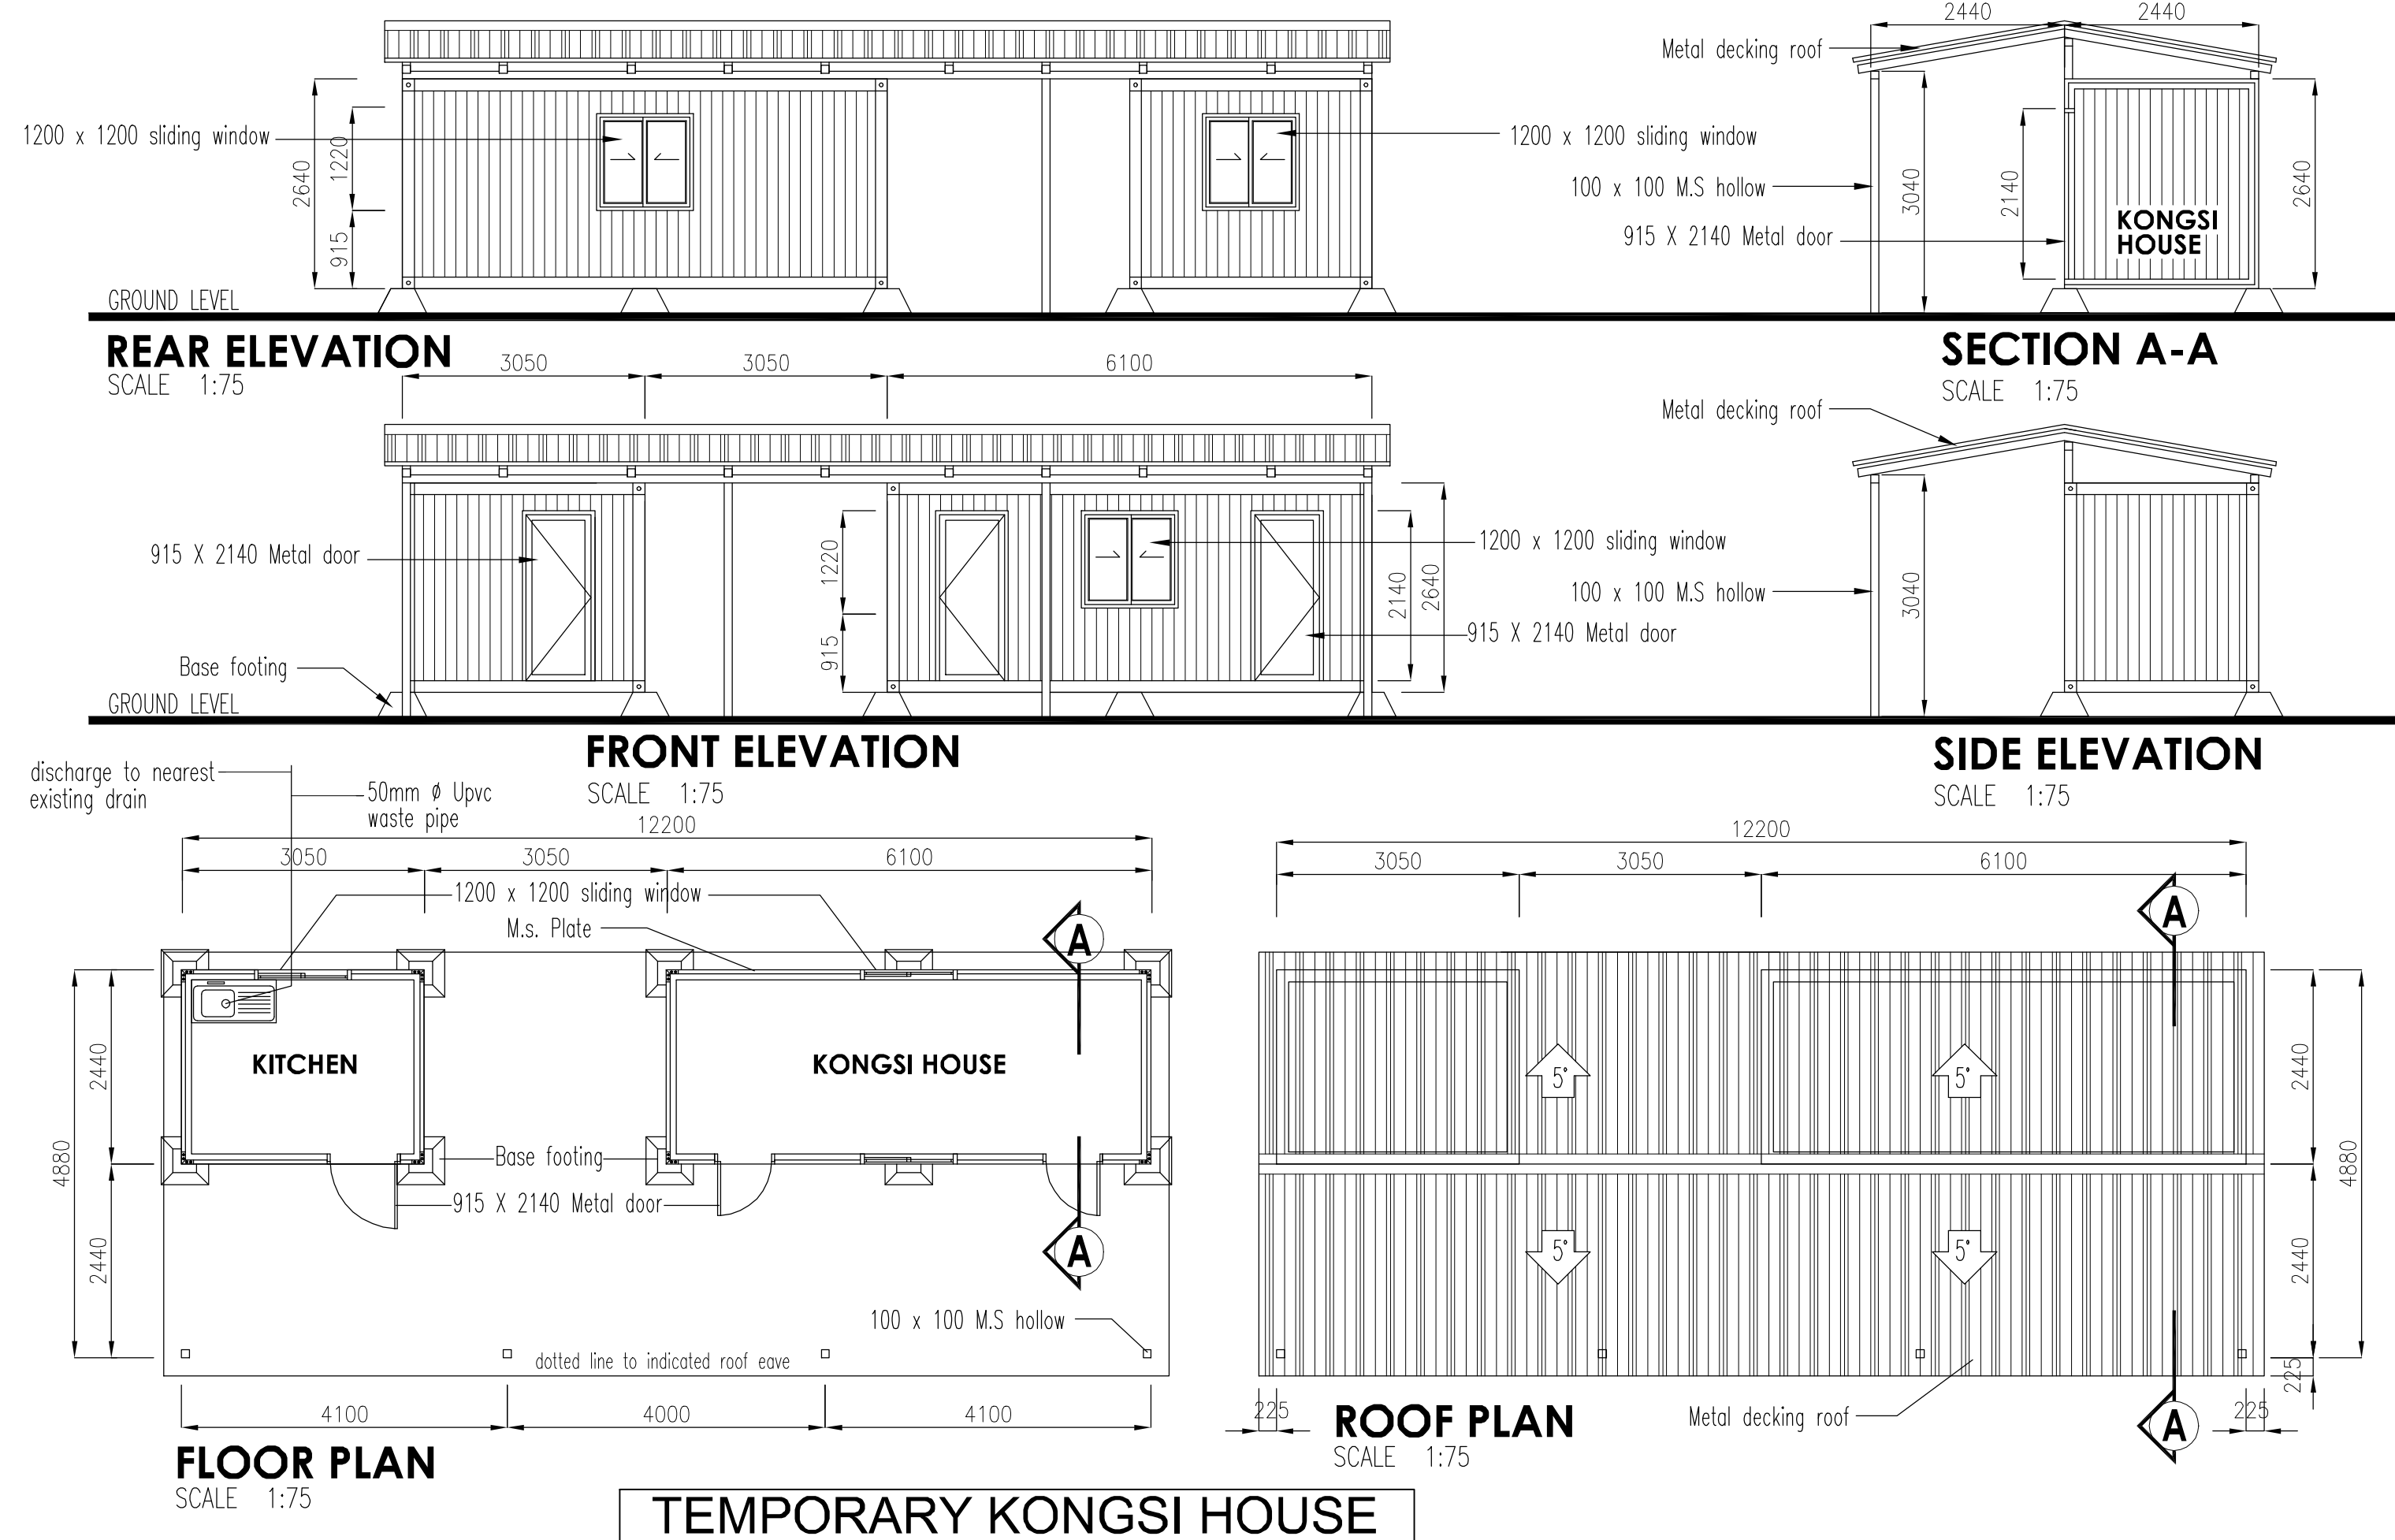 2440
2440
Metal decking roof
1200 x 1200 sliding window
1220
2640
915
1200 x 1200 sliding window
100 x 100 M.S hollow
915 X 2140 Metal door
3040
2140
KONGSI
HOUSE
2640
GROUND LEVEL
REAR ELEVATION
SCALE 1:75
SECTION A-A
SCALE 1:75
3050
3050
6100
Metal decking roof
915 X 2140 Metal door
1220
915
2140
2640
1200 x 1200 sliding window
100 x 100 M.S hollow
915 X 2140 Metal door
3040
Base footing
GROUND LEVEL
FRONT ELEVATION
SCALE 1:75
SIDE ELEVATION
SCALE 1:75
discharge to nearest
existing drain
50mm ϕ Upvc
waste pipe
12200
3050
3050
6100
1200 x 1200 sliding window
M.s. Plate
A
KITCHEN
KONGSI HOUSE
2440
4880
2440
Base footing
915 X 2140 Metal door
A
100 x 100 M.S hollow
dotted line to indicated roof eave
4100
4000
4100
FLOOR PLAN
SCALE 1:75
12200
3050
3050
6100
A
5°
5°
2440
4880
5°
5°
2440
225
225
225
Metal decking roof
A
ROOF PLAN
SCALE 1:75
TEMPORARY KONGSI HOUSE